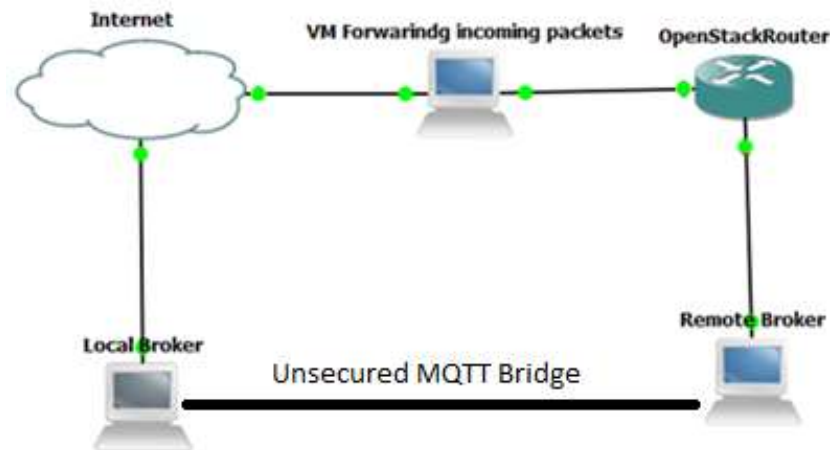 Internet
VM Forwarindg incoming packets
OpenStackRouter
Local Broker
Remote Broker
Unsecured MQTT Bridge